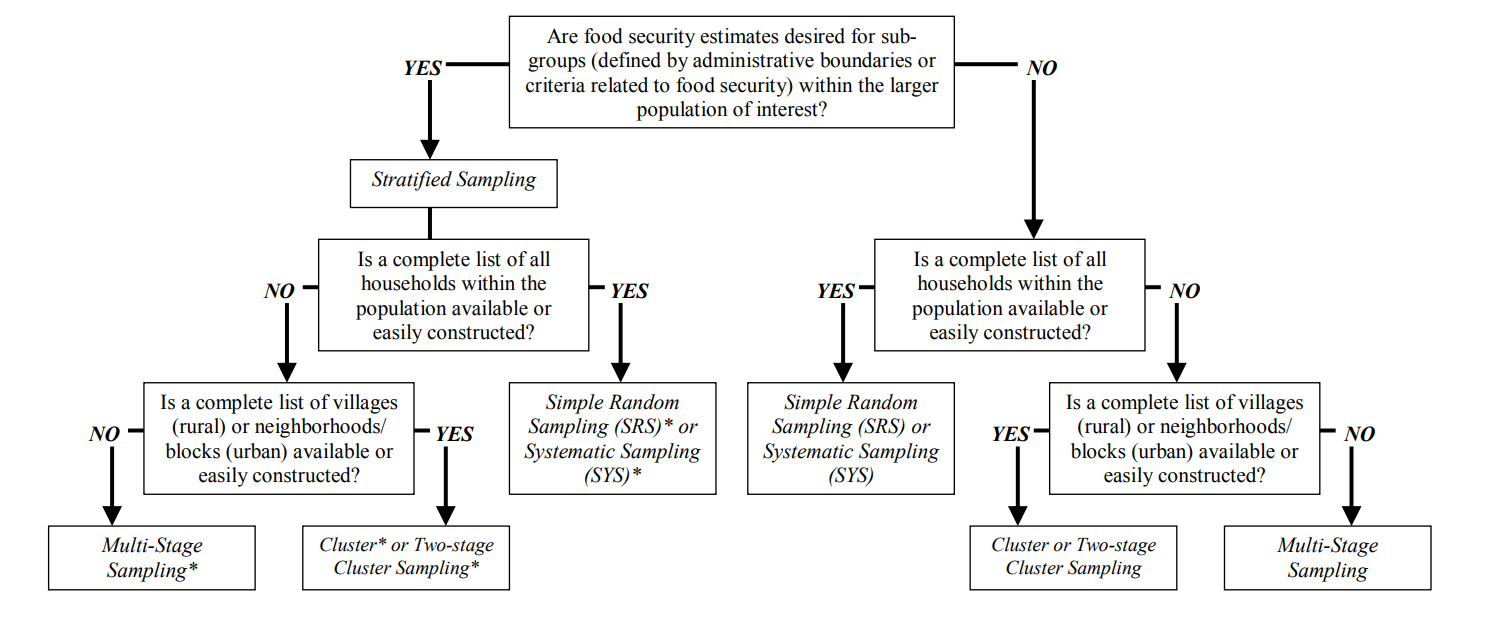 Are food security estimates desired for sub-
groups (defined by administrative boundaries or
criteria related to food security) within the larger
population of interest?
YES
NO
Stratified Sampling
Is a complete list of all
households within the
population available or
easily constructed?
NO
YES
Is a complete list of all
households within the
population available or
easily constructed?
YES
NO
Is a complete list of villages
(rural) or neighborhoods/
blocks (urban) available or
easily constructed?
NO
YES
Simple Random
Sampling (SRS)* or
Systematic Sampling
(SYS)*
Simple Random
Sampling (SRS) or
Systematic Sampling
(SYS)
Is a complete list of villages
(rural) or neighborhoods/
blocks (urban) available or
easily constructed?
YES
NO
Multi-Stage
Sampling*
Cluster* or Two-stage
Cluster Sampling*
Cluster or Two-stage
Cluster Sampling
Multi-Stage
Sampling